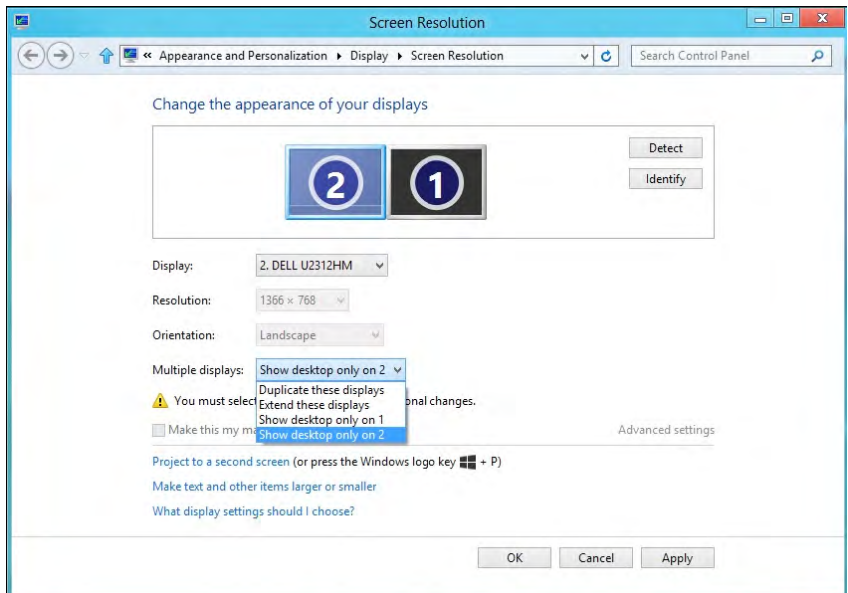 Screen Resolution
« Appearance and Personalization ▸ Display ▸ Screen Resolution
Search Control Panel
Change the appearance of your displays
2
1
Detect
Identify
Display: 2. DELL U2312HM
Resolution: 1366 × 768
Orientation: Landscape
Multiple displays: Show desktop only on 2
Duplicate these displays
You must select onal changes.
Extend these displays
Show desktop only on 1
Make this my Advanced settings
Show desktop only on 2
Project to a second screen (or press the Windows logo key + P)
Make text and other items larger or smaller
What display settings should I choose?
OK Cancel Apply